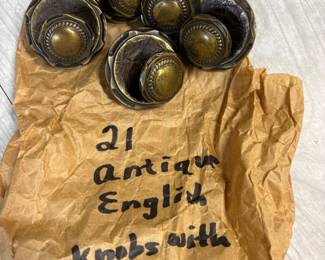 21
Antique
English
Knobs with